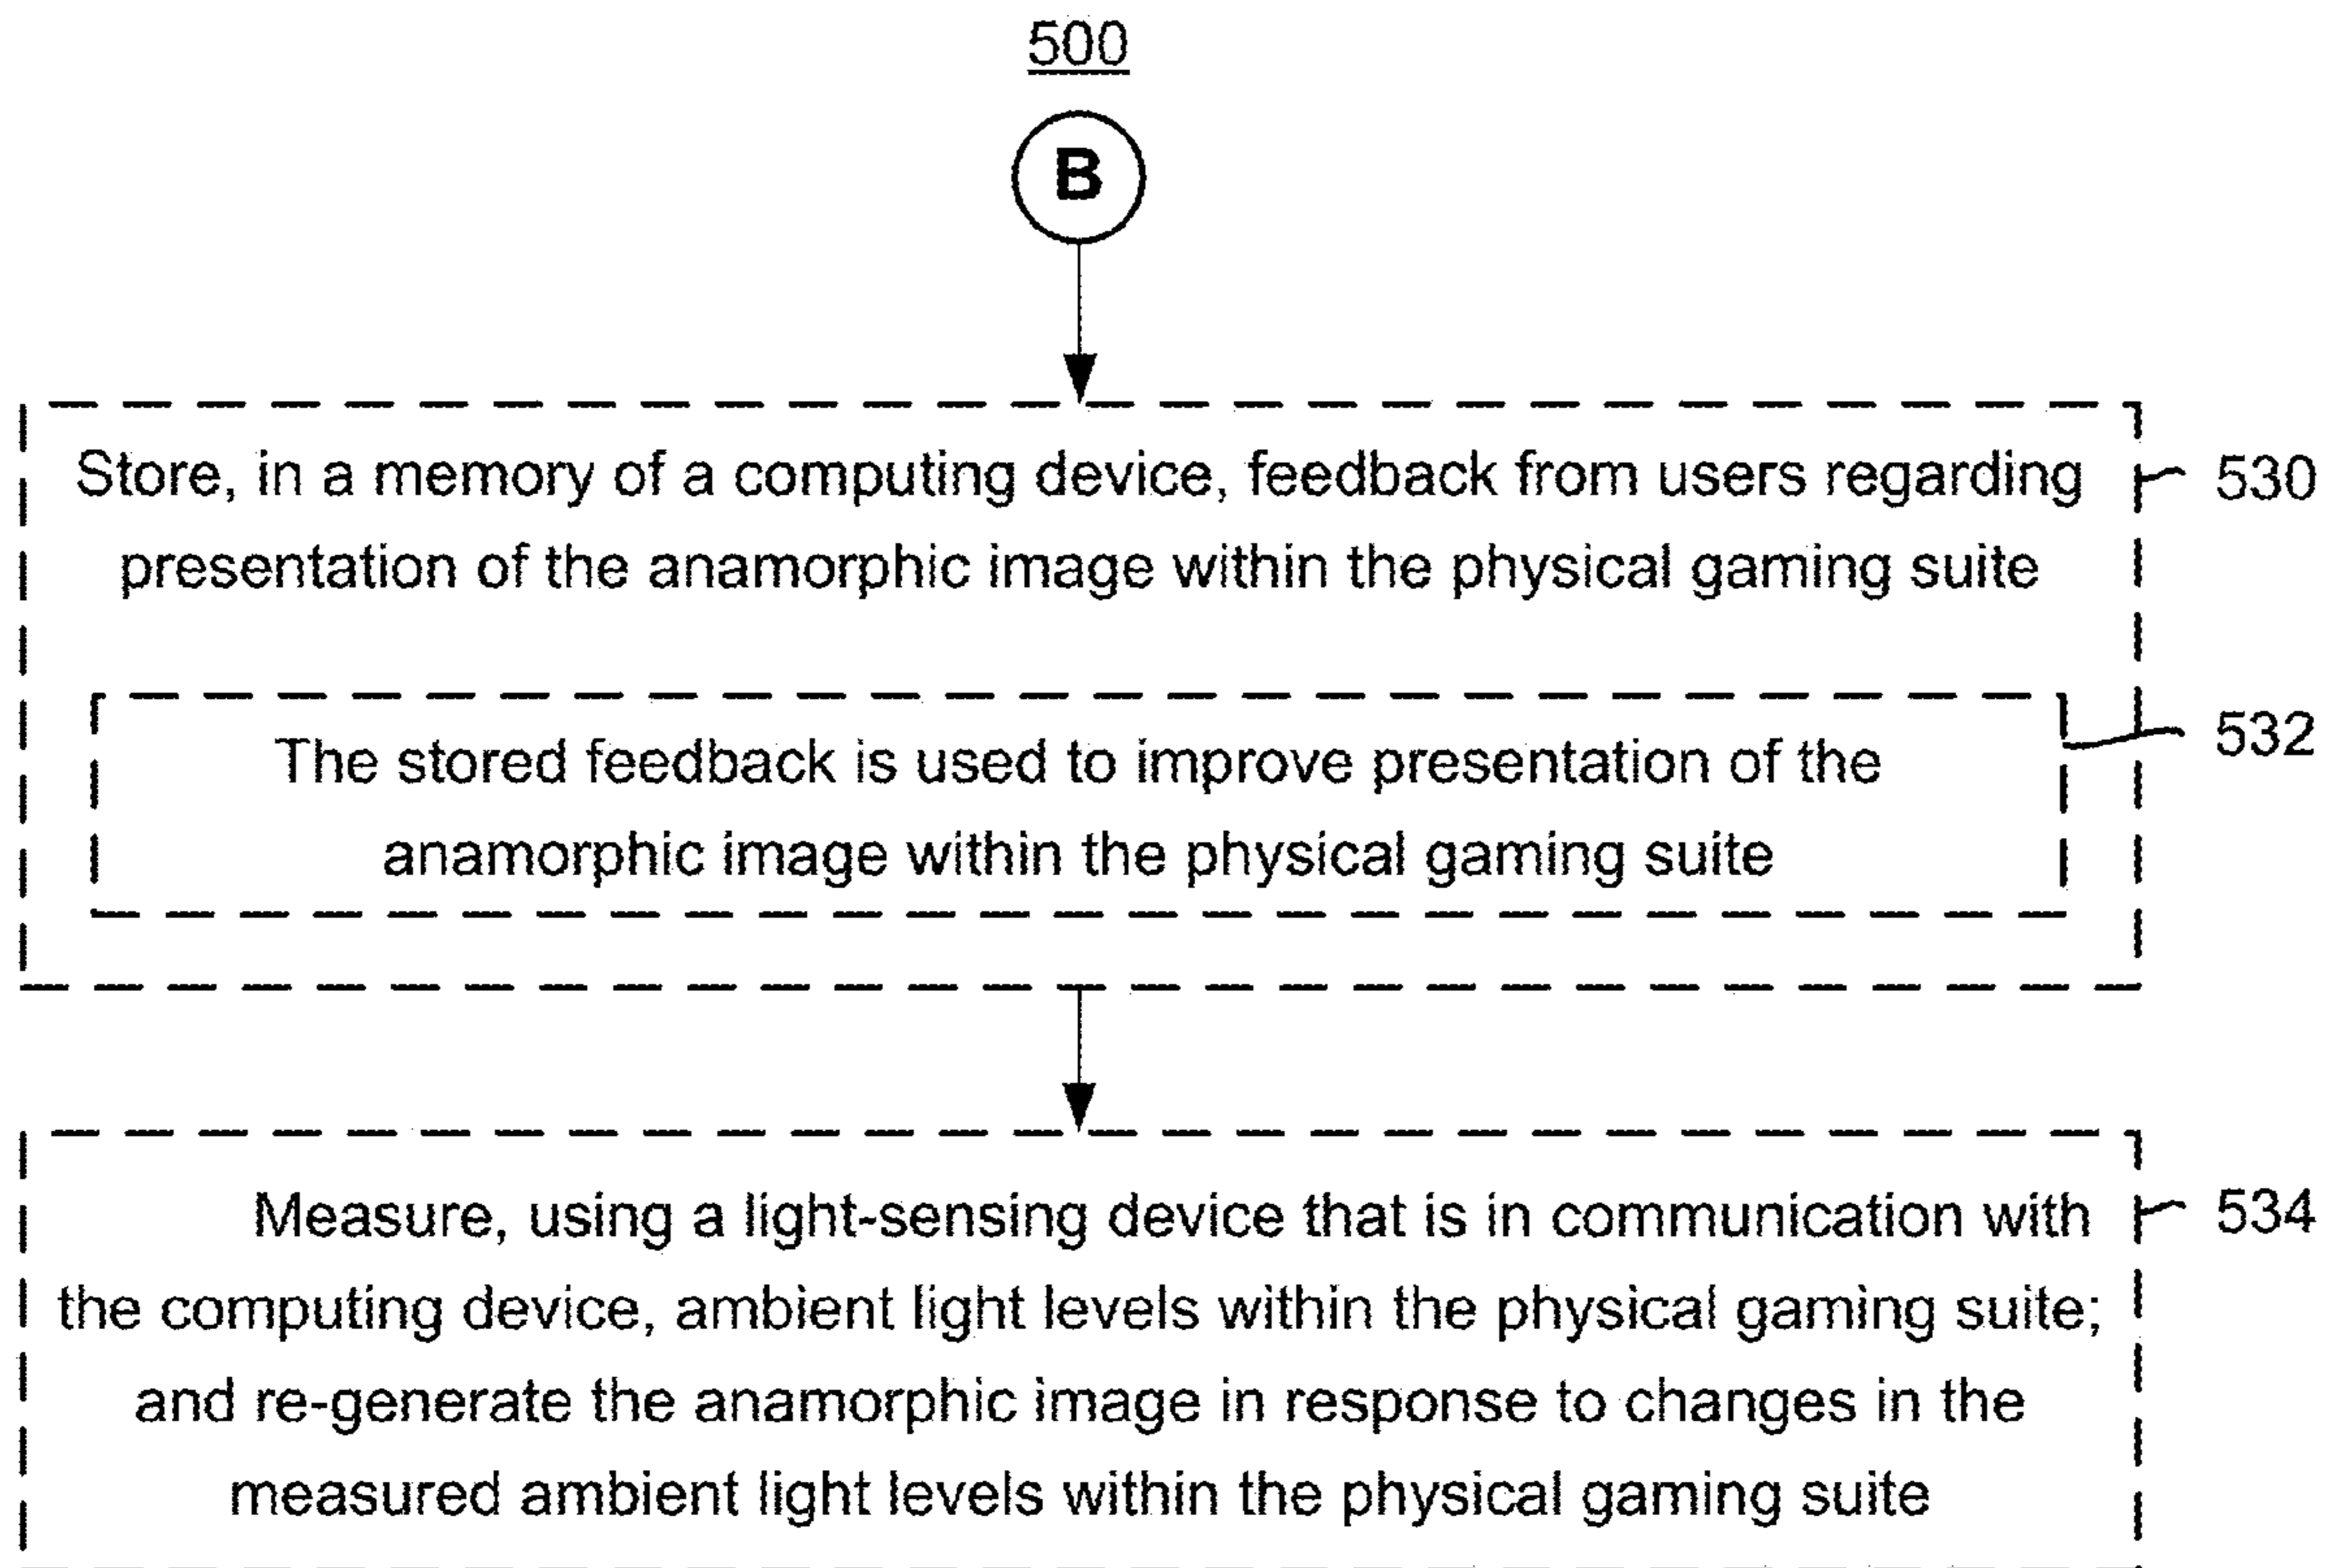 500
B
Store, in a memory of a computing device, feedback from users regarding
presentation of the anamorphic image within the physical gaming suite
530
The stored feedback is used to improve presentation of the
anamorphic image within the physical gaming suite
532
Measure, using a light-sensing device that is in communication with
the computing device, ambient light levels within the physical gaming suite;
and re-generate the anamorphic image in response to changes in the
measured ambient light levels within the physical gaming suite
534